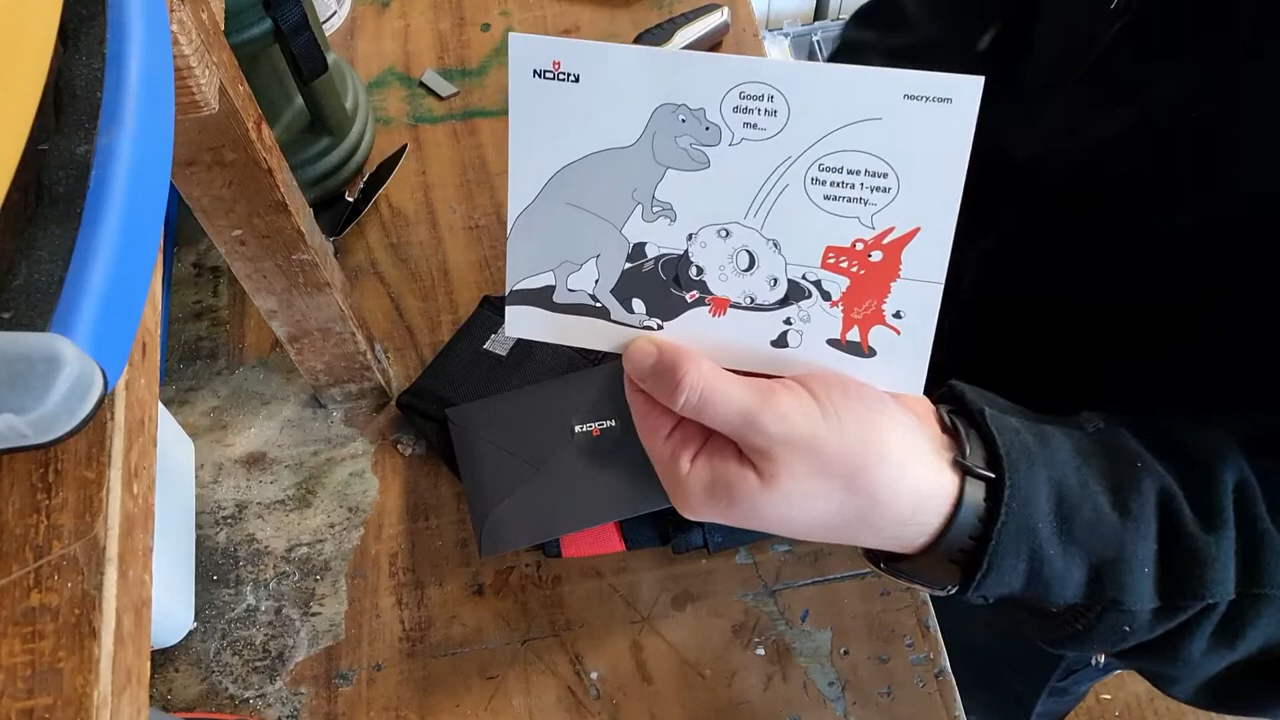 NOCRY
nocry.com
Good it
didn't hit
me...
Good we have
the extra 1-year
warranty...
NOCRY